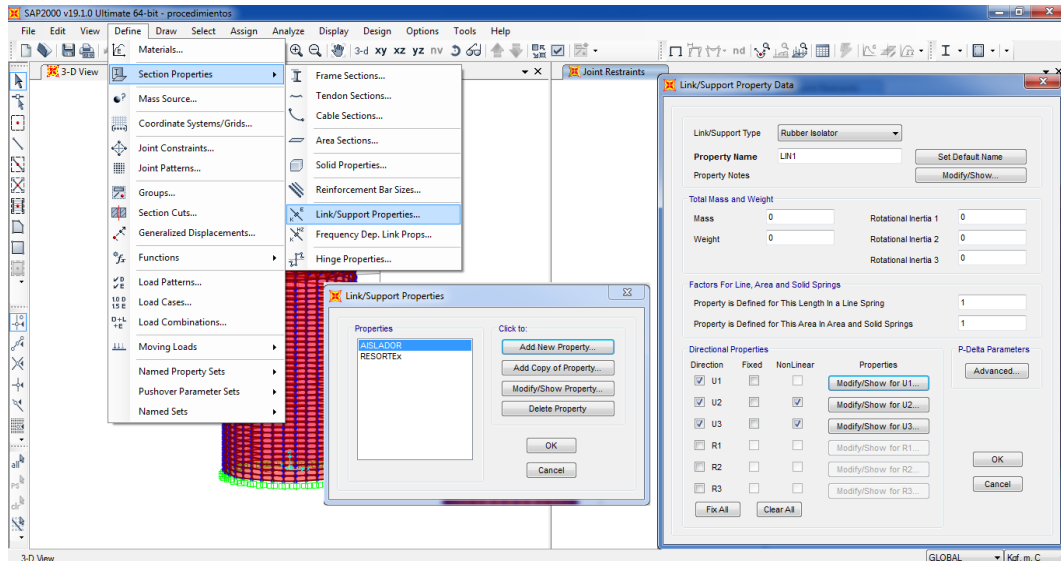 SAP2000 v19.1.0 Ultimate 64-bit - procedimientos
File Edit View Define Draw Select Assign Analyze Display Design Options Tools Help
3-d xy xz yz nv
nd
3-D View
Joint Restraints
Materials...
Section Properties
Mass Source...
Coordinate Systems/Grids...
Joint Constraints...
Joint Patterns...
Groups...
Section Cuts...
Generalized Displacements...
Functions
Load Patterns...
Load Cases...
Load Combinations...
Moving Loads
Named Property Sets
Pushover Parameter Sets
Named Sets
Frame Sections...
Tendon Sections...
Cable Sections...
Area Sections...
Solid Properties...
Reinforcement Bar Sizes...
Link/Support Properties...
Frequency Dep. Link Props...
Hinge Properties...
Link/Support Properties
Properties
AISLADOR
RESORTEx
Click to:
Add New Property...
Add Copy of Property...
Modify/Show Property...
Delete Property
OK
Cancel
Link/Support Property Data
Link/Support Type Rubber Isolator
Property Name LIN1 Set Default Name
Property Notes Modify/Show...
Total Mass and Weight
Mass 0 Rotational Inertia 1 0
Weight 0 Rotational Inertia 2 0
Rotational Inertia 3 0
Factors For Line, Area and Solid Springs
Property is Defined for This Length In a Line Spring 1
Property is Defined for This Area In Area and Solid Springs 1
Directional Properties
Direction Fixed NonLinear Properties
U1 Modify/Show for U1...
U2 Modify/Show for U2...
U3 Modify/Show for U3...
R1 Modify/Show for R1...
R2 Modify/Show for R2...
R3 Modify/Show for R3...
Fix All Clear All
P-Delta Parameters
Advanced...
OK
Cancel
all
ps
clr
3-D View
GLOBAL Kgf, m, C